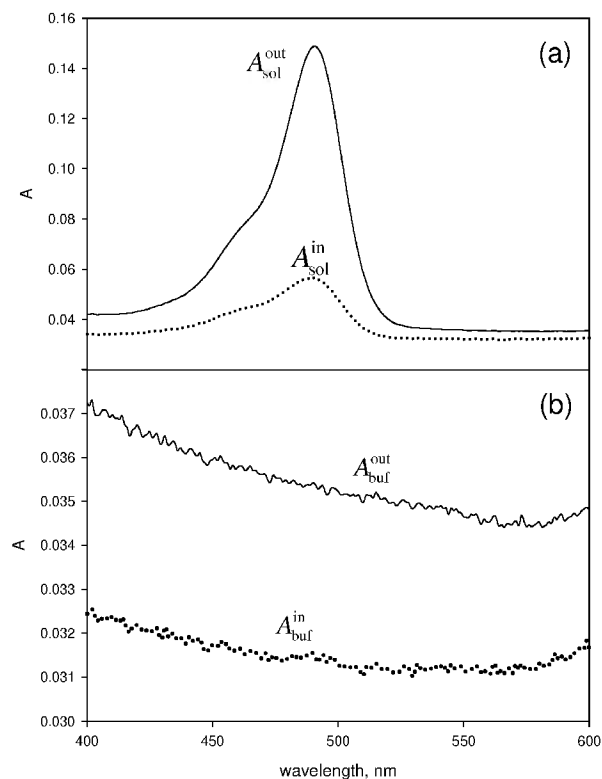 0.16
(a)
A_sol^out
0.14
0.12
0.10
A
0.08
A_sol^in
0.06
0.04
(b)
0.037
A_buf^out
0.036
0.035
A
0.034
0.033
A_buf^in
0.032
0.031
0.030
400 450 500 550 600
wavelength, nm